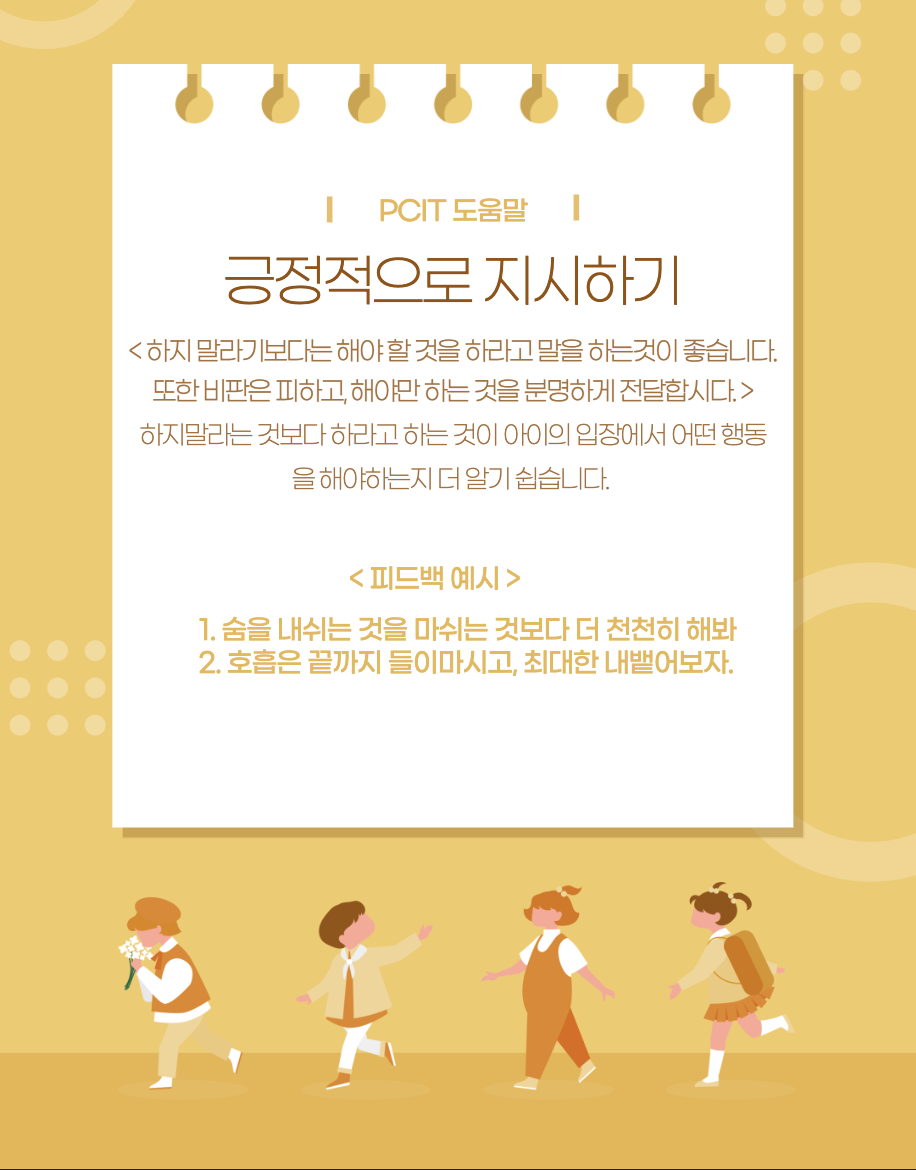 PCIT 도움말
긍정적으로 지시하기
< 하지 말라기보다는 해야 할 것을 하라고 말을 하는것이 좋습니다.
또한 비판은 피하고, 해야만 하는 것을 분명하게 전달합시다. >
하지말라는 것보다 하라고 하는 것이 아이의 입장에서 어떤 행동
을 해야하는지 더 알기 쉽습니다.
< 피드백 예시 >
1. 숨을 내쉬는 것을 마쉬는 것보다 더 천천히 해봐
2. 호흡은 끝까지 들이마시고, 최대한 내뱉어보자.